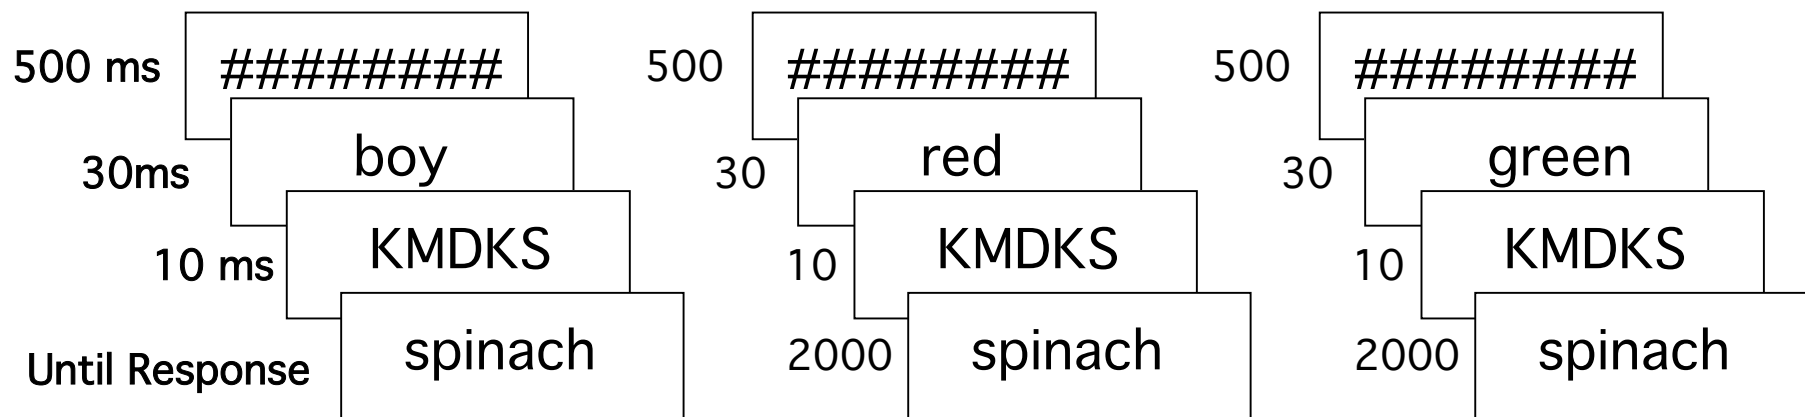 500 ms ######## 500 ######## 500 ########
30ms boy 30 red 30 green
10 ms KMDKS 10 KMDKS 10 KMDKS
Until Response spinach 2000 spinach 2000 spinach